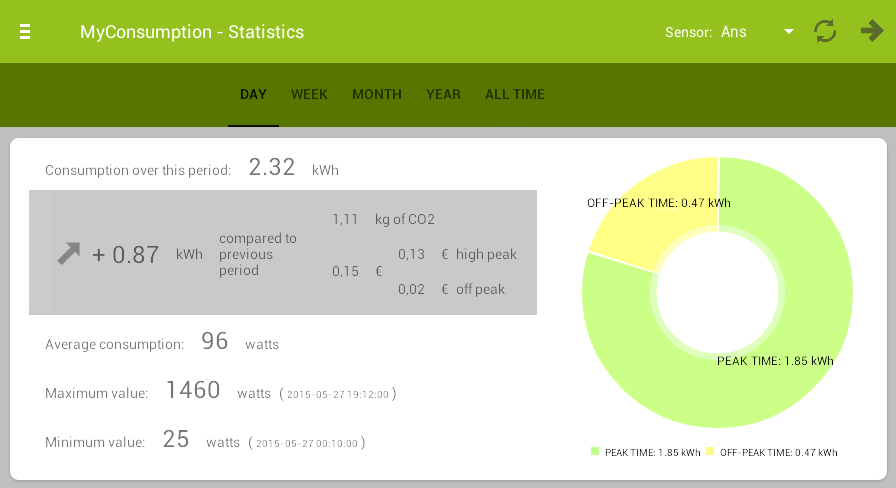 MyConsumption - Statistics
Sensor: Ans
DAY WEEK MONTH YEAR ALL TIME
Consumption over this period: 2.32 kWh
+ 0.87 kWh compared to previous period
1,11 kg of CO2
0,15 €
0,13 € high peak
0,02 € off peak
Average consumption: 96 watts
Maximum value: 1460 watts ( 2015-05-27 19:12:00 )
Minimum value: 25 watts ( 2015-05-27 00:10:00 )
OFF-PEAK TIME: 0.47 kWh
PEAK TIME: 1.85 kWh
PEAK TIME: 1.85 kWh OFF-PEAK TIME: 0.47 kWh